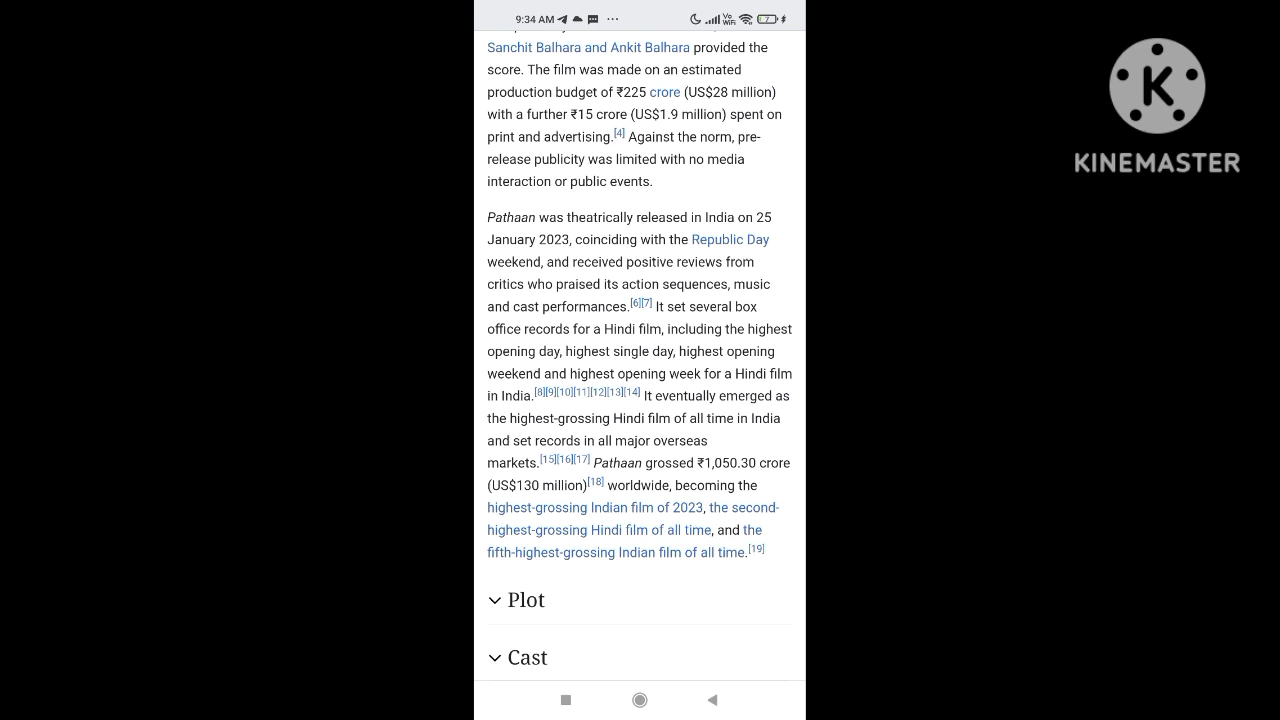 9:34 AM
Vo
WiFi
7
Sanchit Balhara and Ankit Balhara provided the
score. The film was made on an estimated
production budget of ₹225 crore (US$28 million)
with a further ₹15 crore (US$1.9 million) spent on
print and advertising.[4] Against the norm, pre-
release publicity was limited with no media
interaction or public events.
Pathaan was theatrically released in India on 25
January 2023, coinciding with the Republic Day
weekend, and received positive reviews from
critics who praised its action sequences, music
and cast performances.[6][7] It set several box
office records for a Hindi film, including the highest
opening day, highest single day, highest opening
weekend and highest opening week for a Hindi film
in India.[8][9][10][11][12][13][14] It eventually emerged as
the highest-grossing Hindi film of all time in India
and set records in all major overseas
markets.[15][16][17] Pathaan grossed ₹1,050.30 crore
(US$130 million)[18] worldwide, becoming the
highest-grossing Indian film of 2023, the second-
highest-grossing Hindi film of all time, and the
fifth-highest-grossing Indian film of all time.[19]
Plot
Cast
K
KINEMASTER